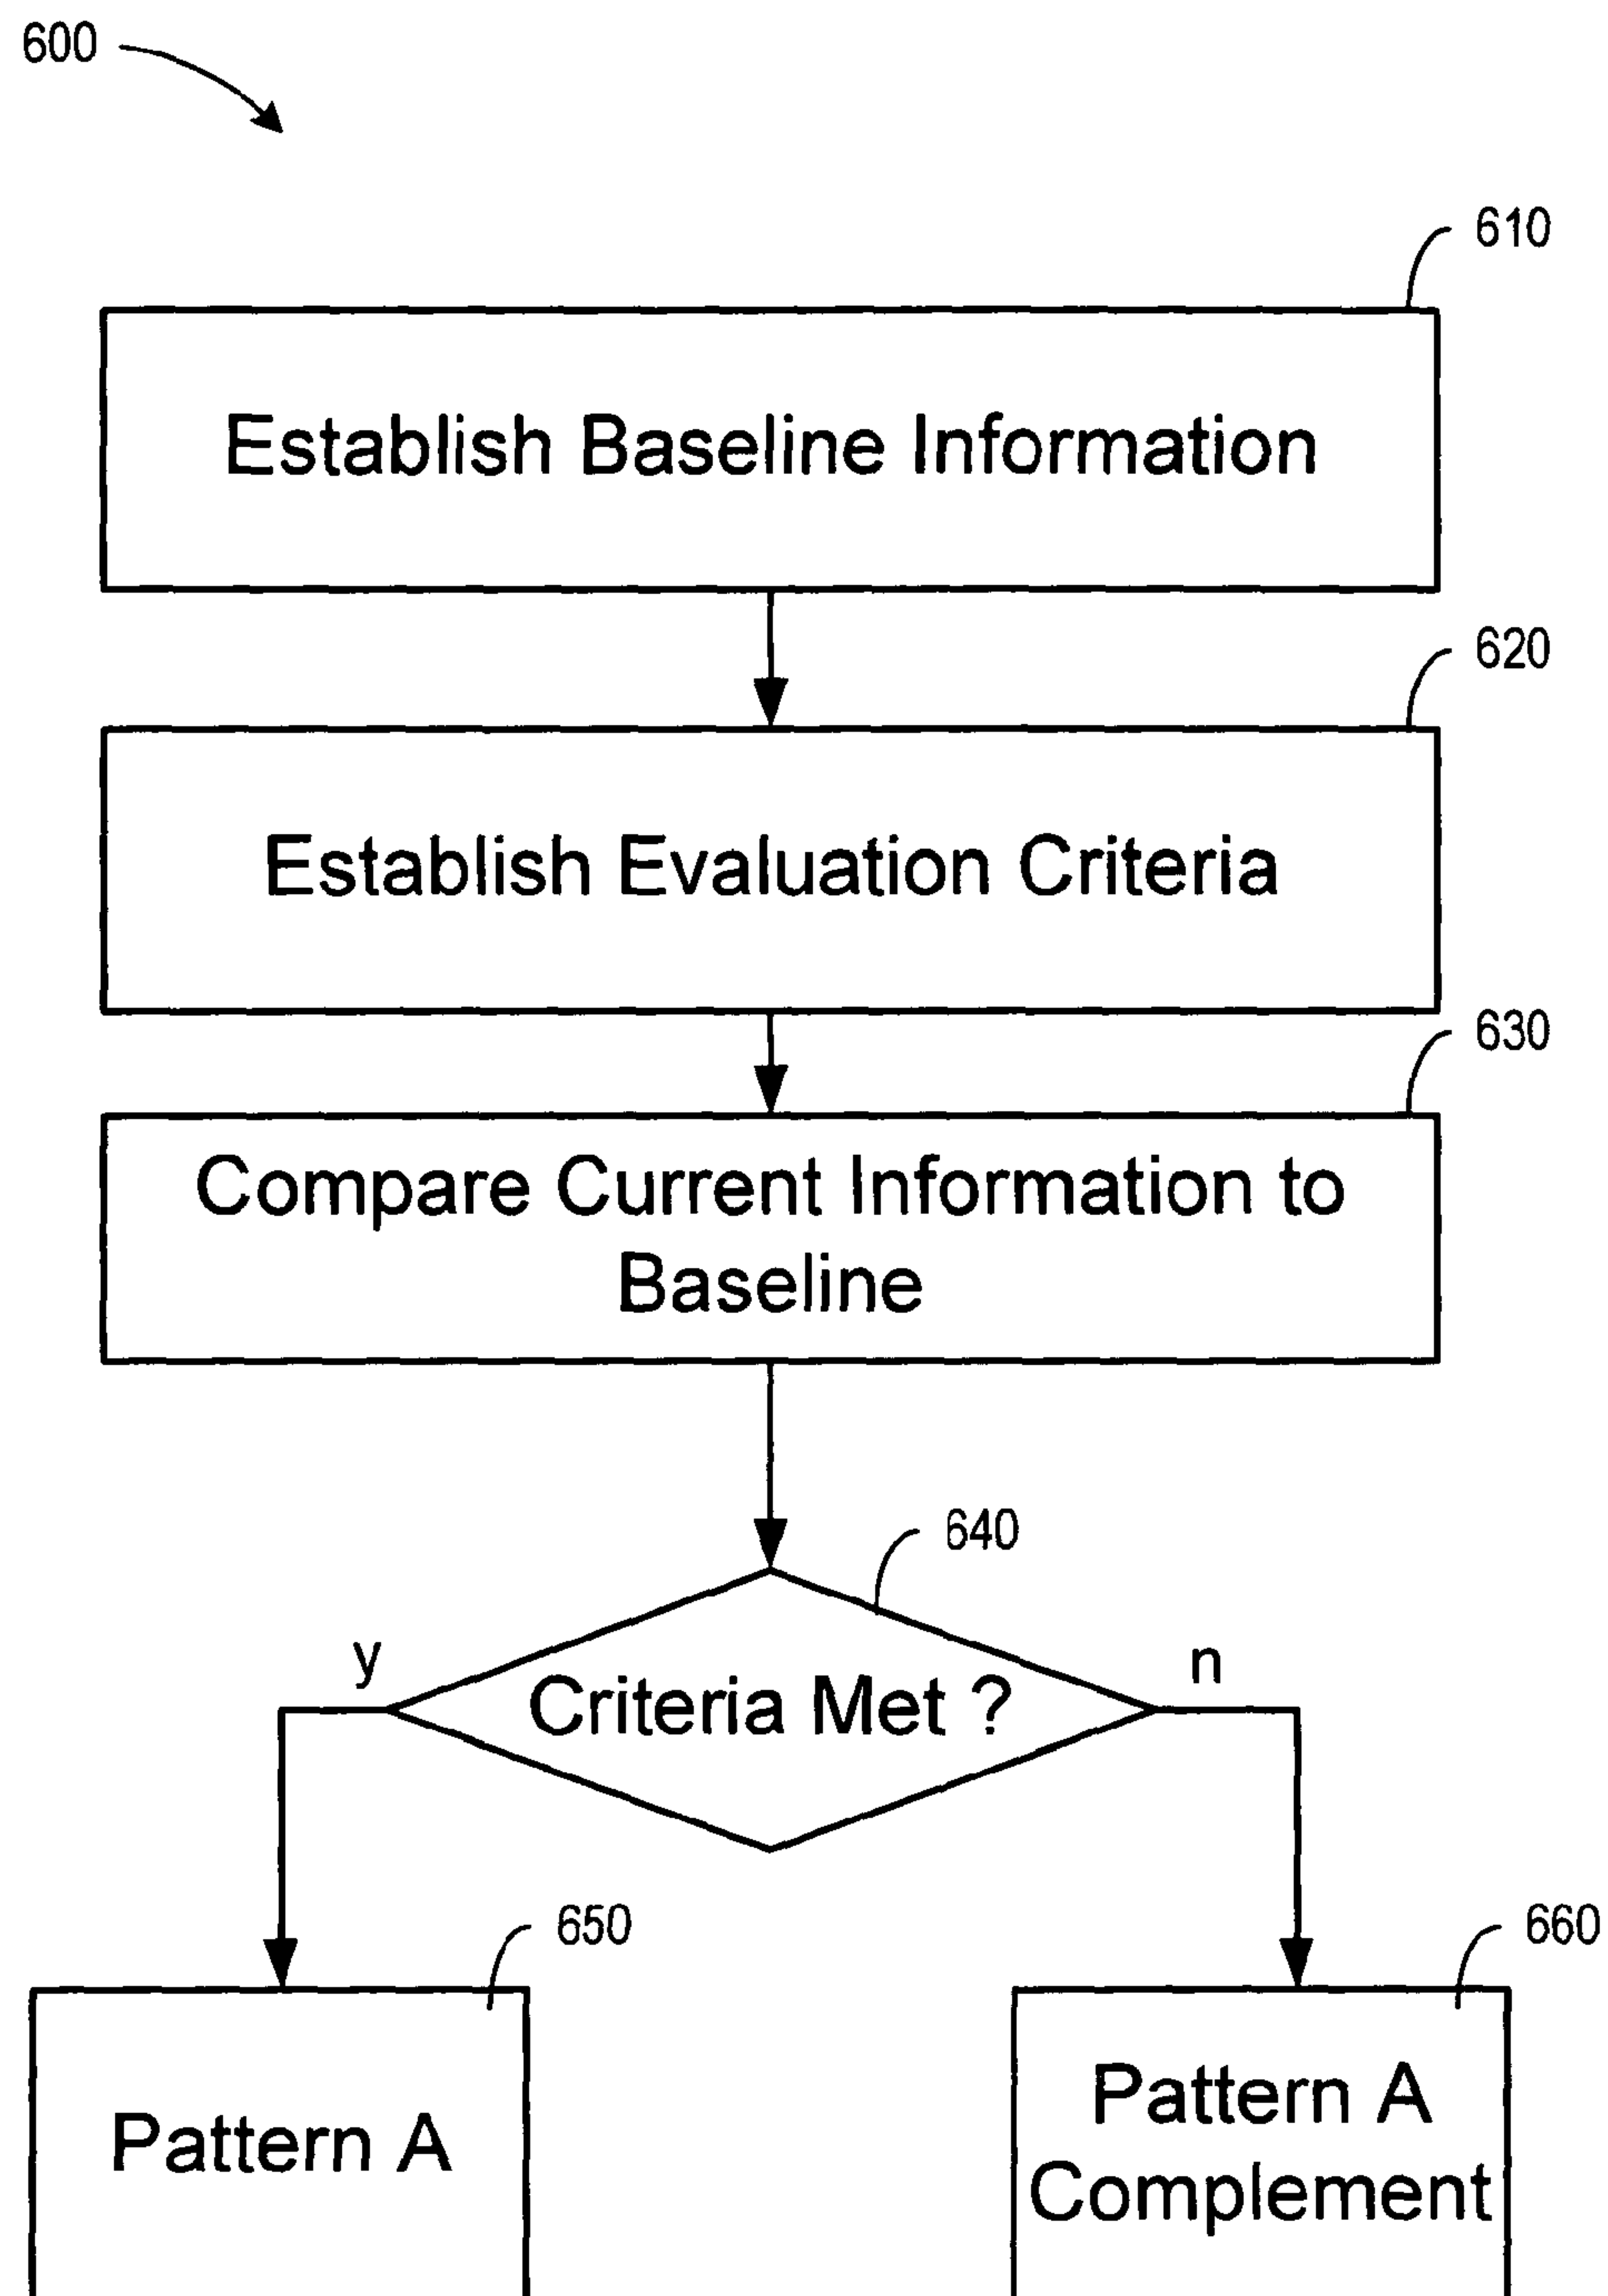 600
610
Establish Baseline Information
620
Establish Evaluation Criteria
630
Compare Current Information to
Baseline
640
y
n
Criteria Met ?
650
660
Pattern A
Pattern A
Complement